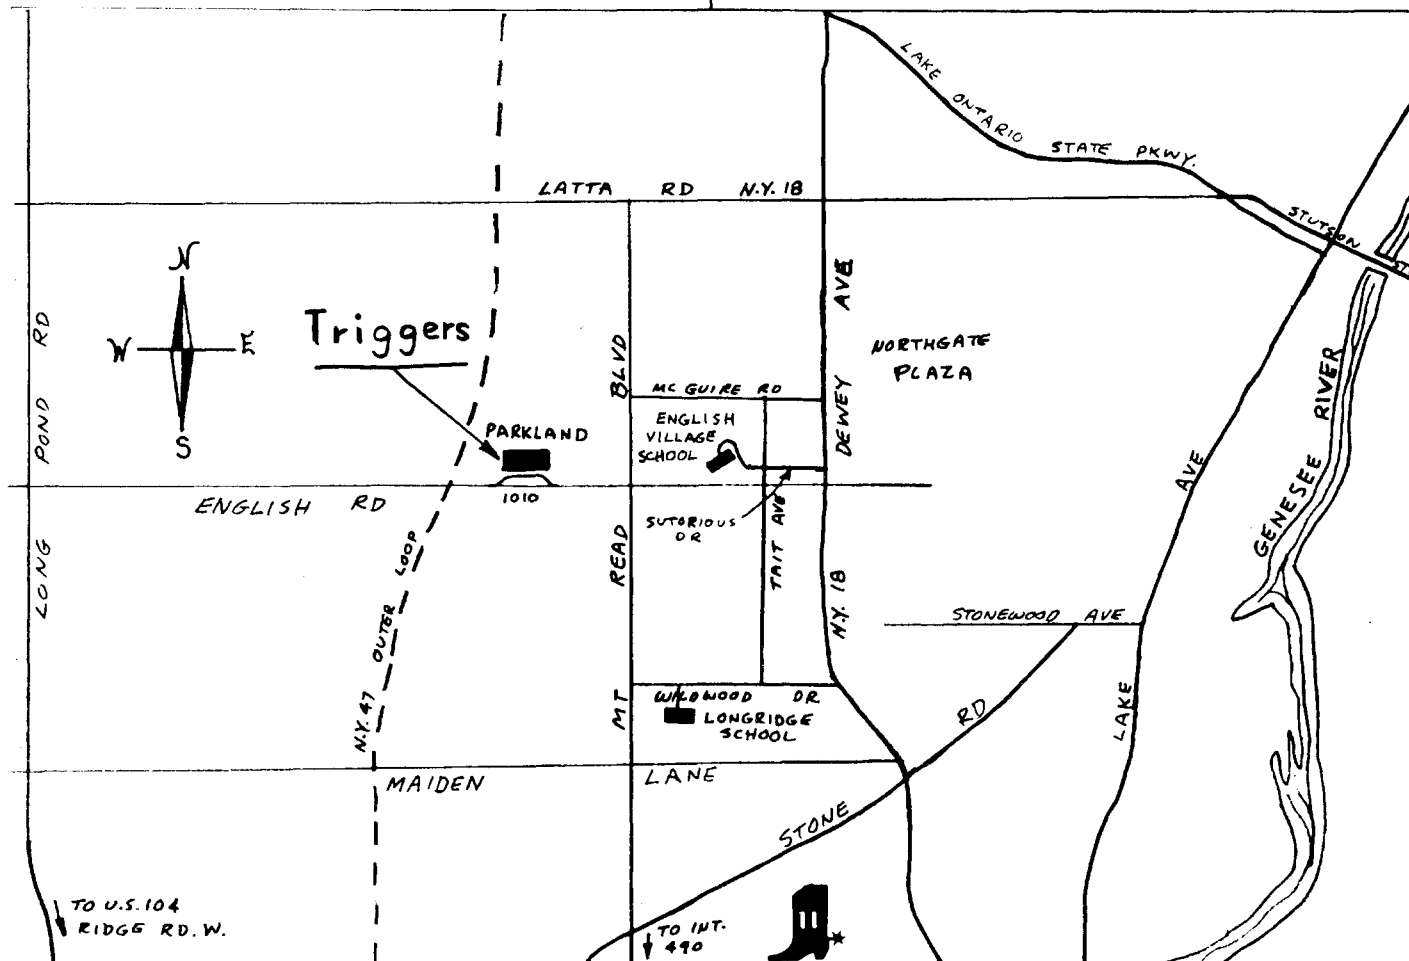 LAKE ONTARIO STATE PKWY.
LATTA RD N.Y. 18
STUTSON
ST
N
W E
S
Triggers
PARKLAND
1010
ENGLISH RD
LONG POND RD
N.Y. 47 OUTER LOOP
MT READ BLVD
MC GUIRE RD
ENGLISH
VILLAGE
SCHOOL
SUTORIOUS
DR
TAIT AVE
DEWEY AVE
N.Y. 18
NORTHGATE
PLAZA
GENESEE RIVER
LAKE AVE
STONEWOOD AVE
WILDWOOD DR
LONGRIDGE
SCHOOL
MAIDEN LANE
STONE RD
TO U.S. 104
RIDGE RD. W.
TO INT.
490